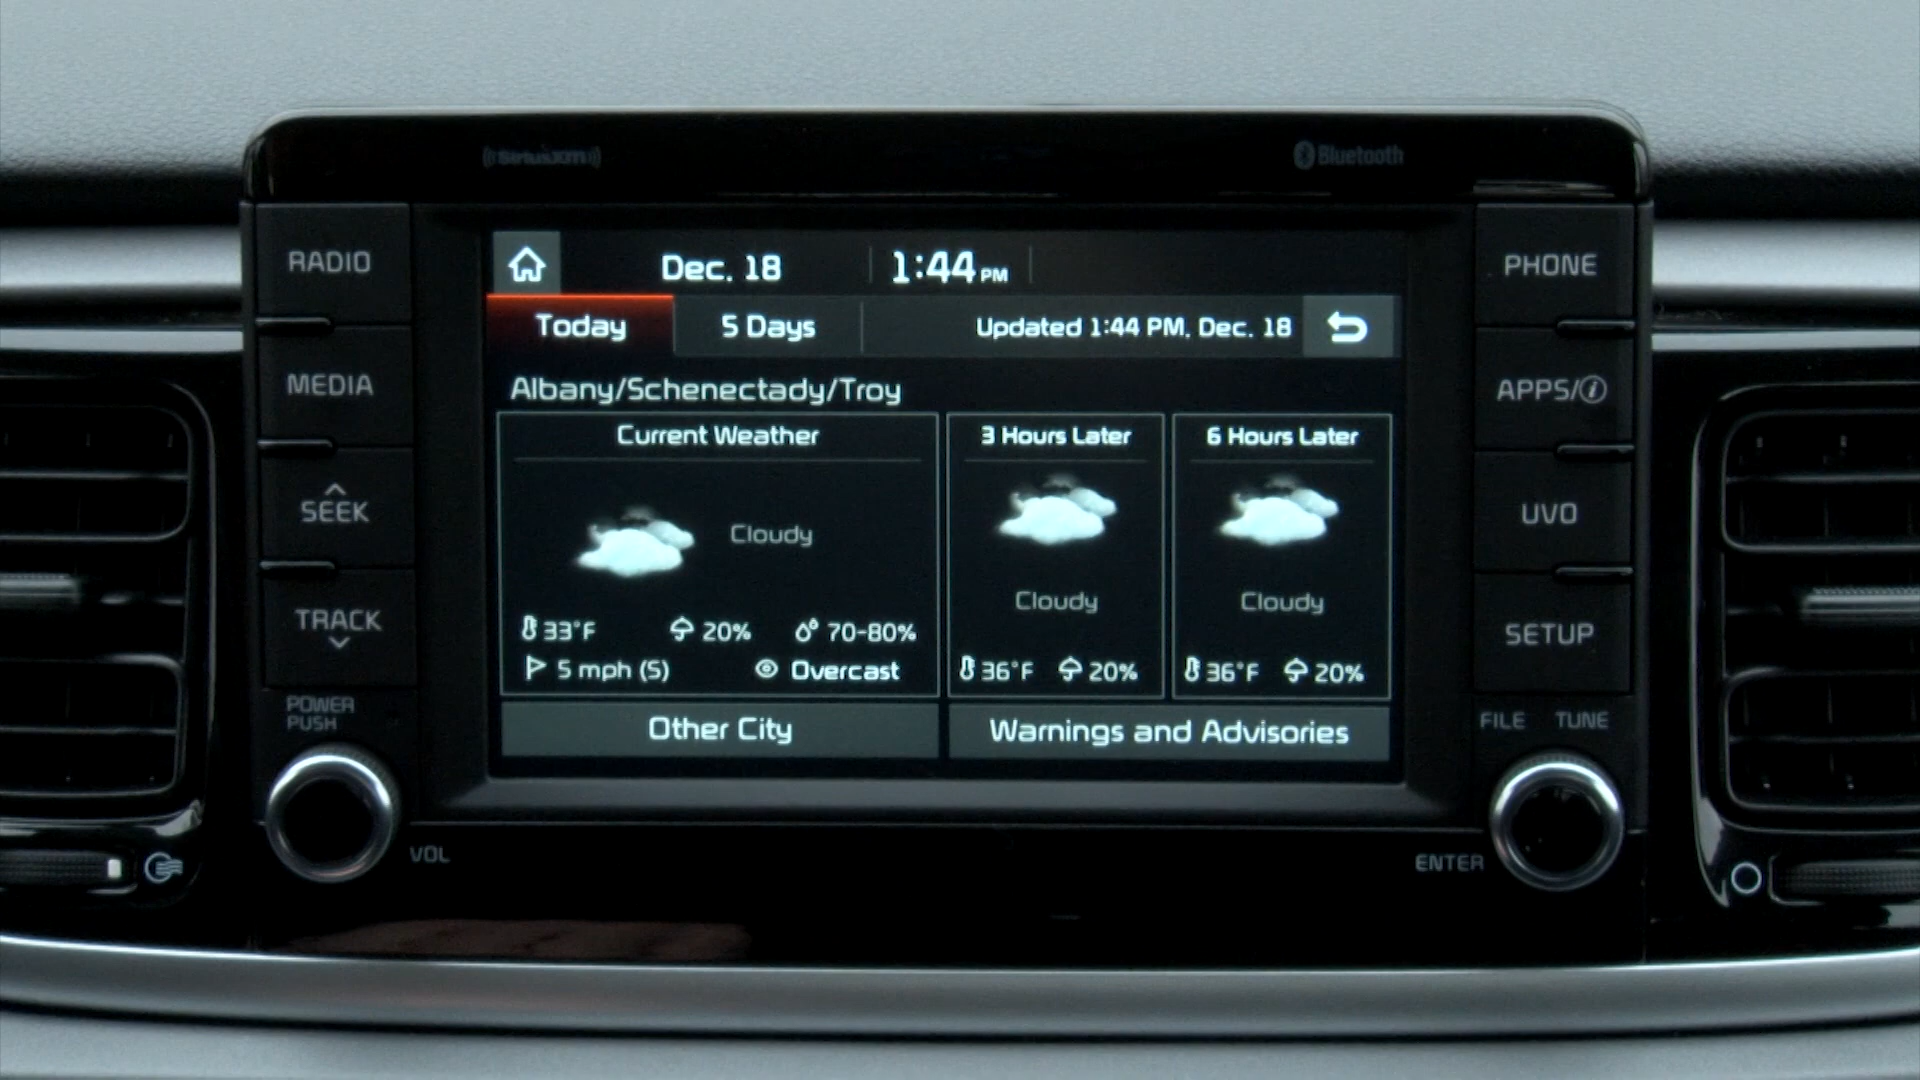 SiriusXM
Bluetooth
RADIO
MEDIA
SEEK
TRACK
POWER
PUSH
VOL
Dec. 18
1:44 PM
Today
5 Days
Updated 1:44 PM, Dec. 18
Albany/Schenectady/Troy
Current Weather
Cloudy
33°F
20%
70-80%
5 mph (S)
Overcast
3 Hours Later
Cloudy
36°F
20%
6 Hours Later
Cloudy
36°F
20%
Other City
Warnings and Advisories
PHONE
APPS/i
UVO
SETUP
FILE
TUNE
ENTER